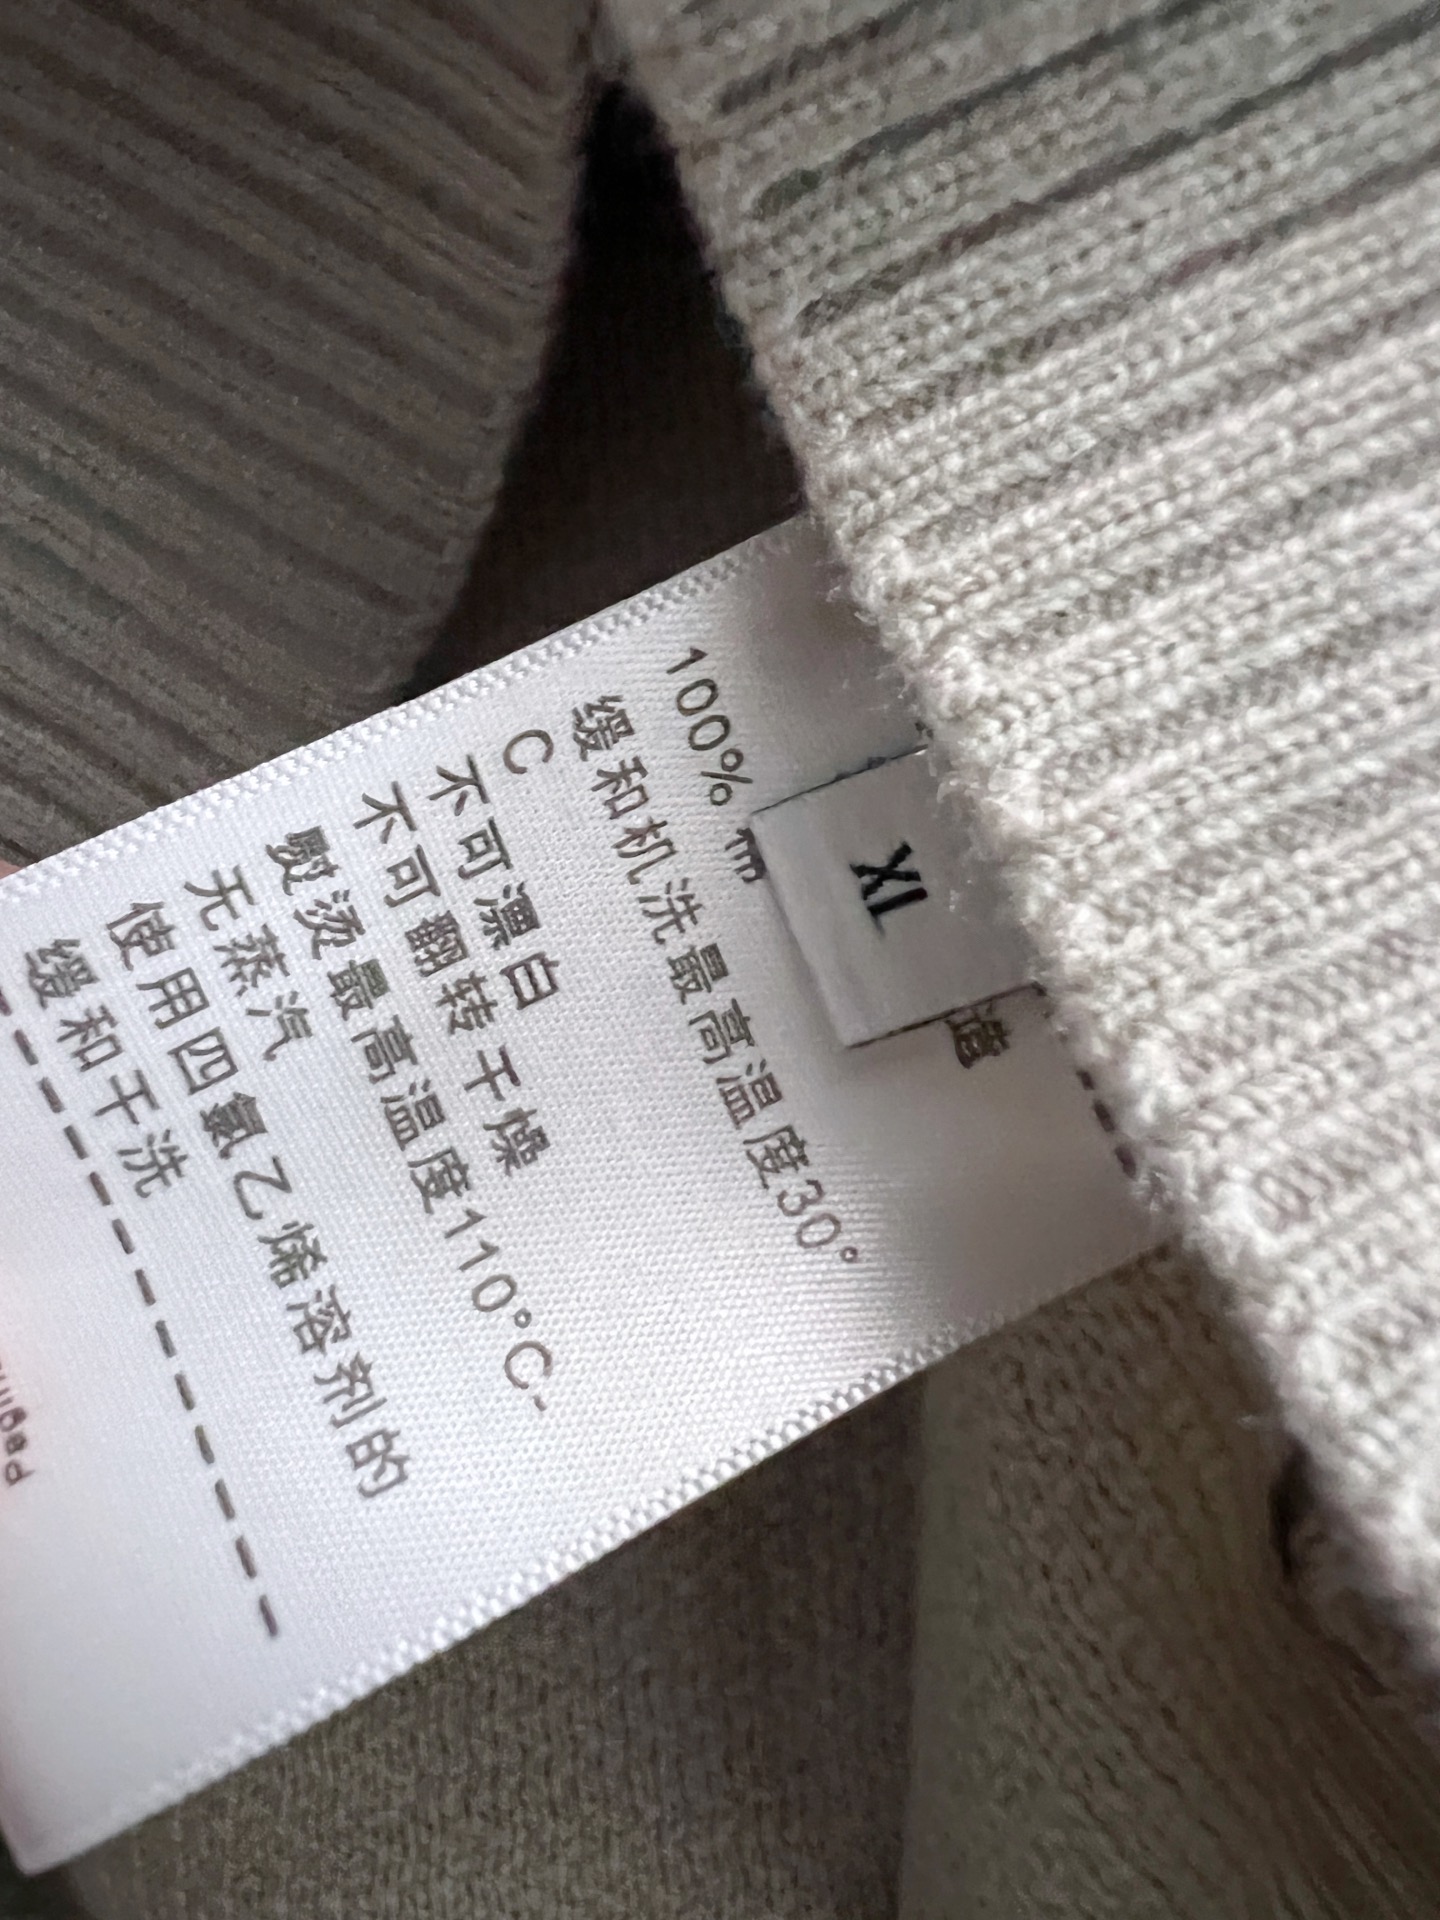 造
XL
100% 棉
缓和机洗最高温度30°
C
不可漂白
不可翻转干燥
熨烫最高温度110°C-
无蒸汽
使用四氯乙烯溶剂的
缓和干洗